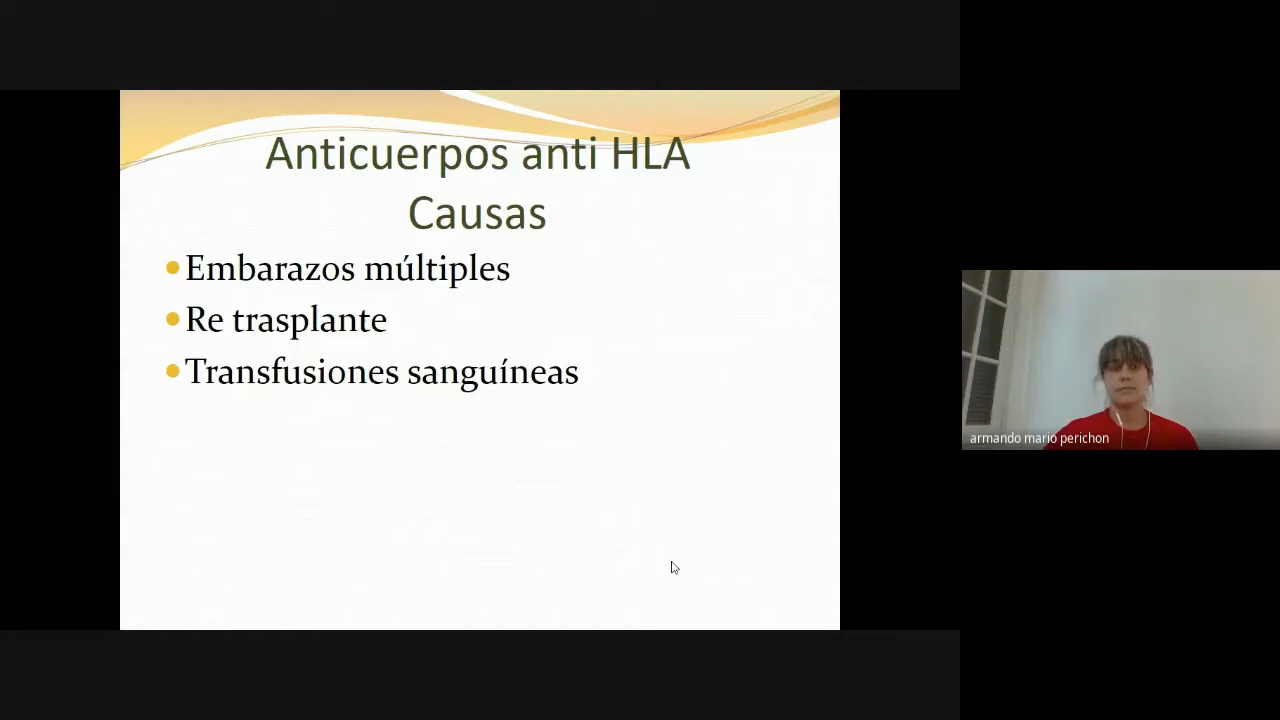 Anticuerpos anti HLA
Causas
Embarazos múltiples
Re trasplante
Transfusiones sanguíneas
armando mario perichon